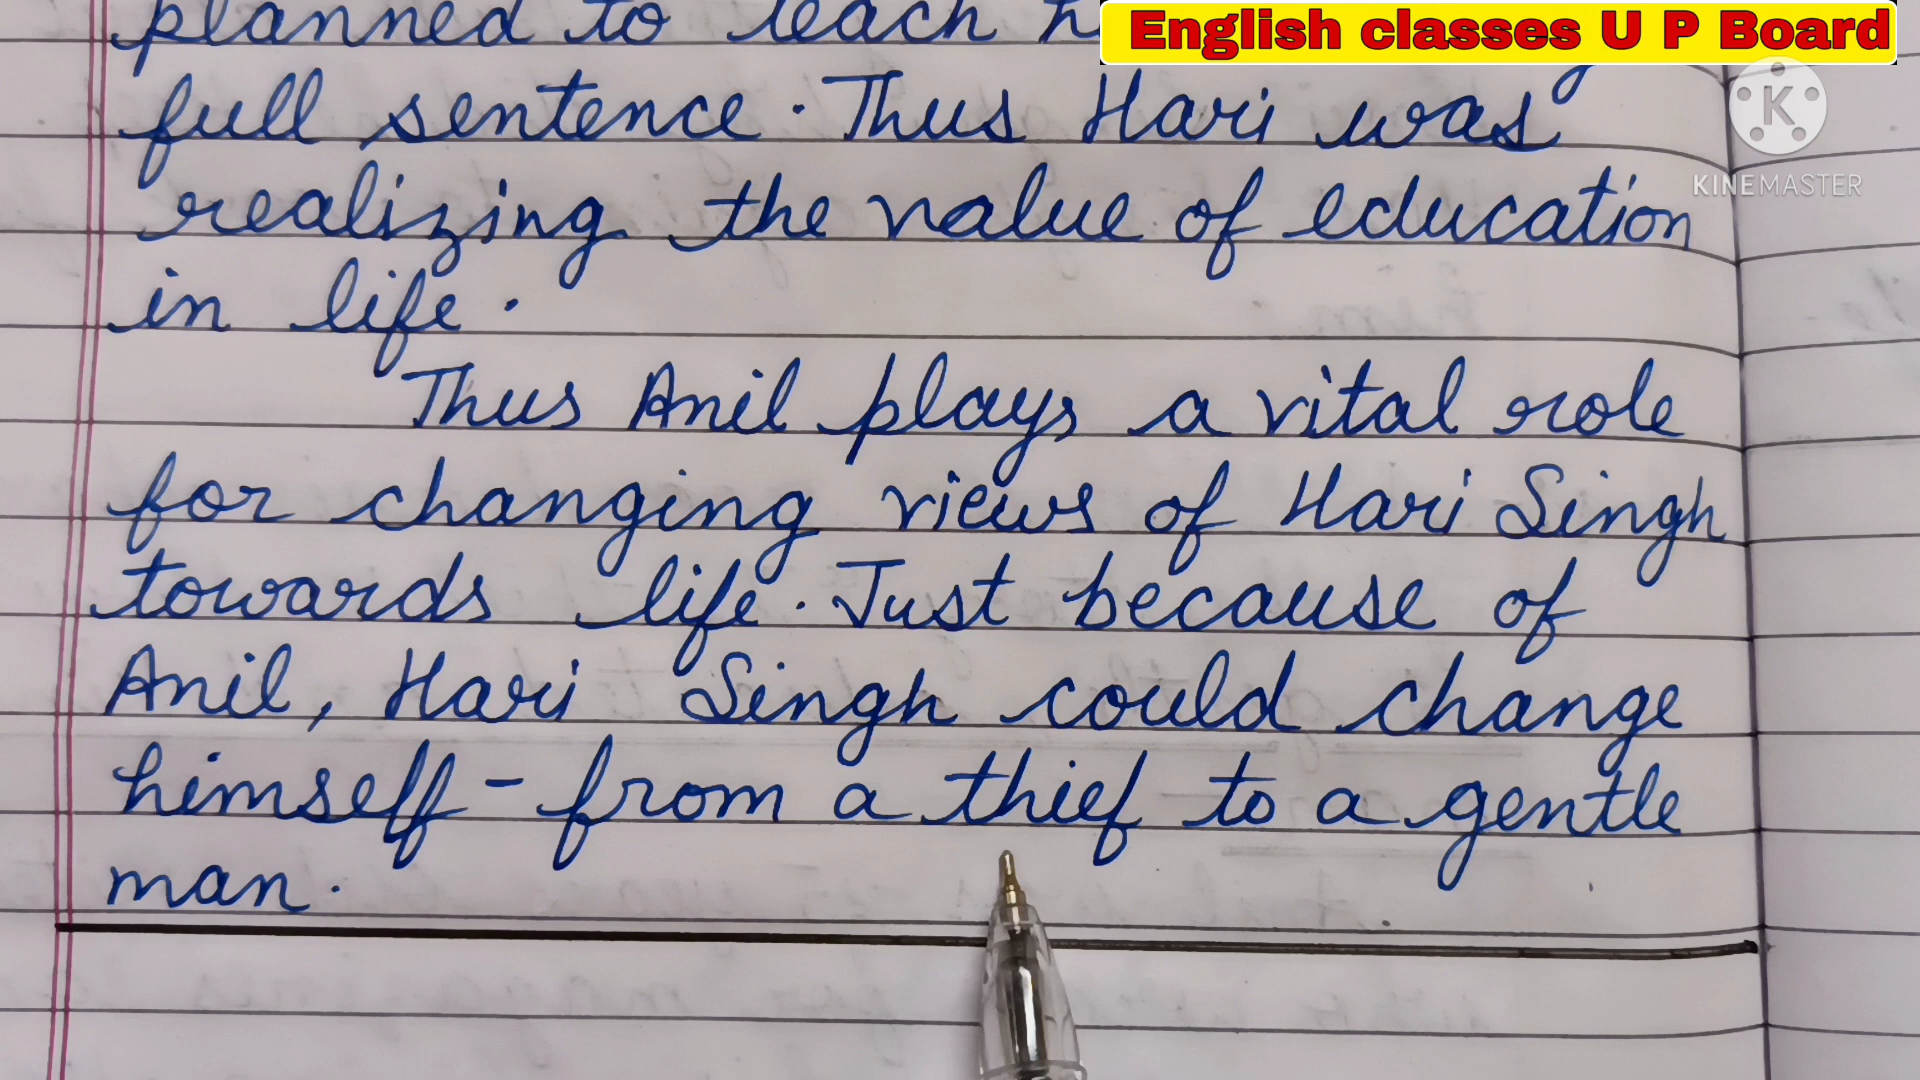 English classes U P Board
planned to teach
full sentence. Thus Hari was
K
KINEMASTER
realizing the value of education
in life.
Thus Anil plays a vital role
for changing views of Hari Singh
towards life. Just because of
Anil, Hari Singh could change
himself - from a thief to a gentle
man.